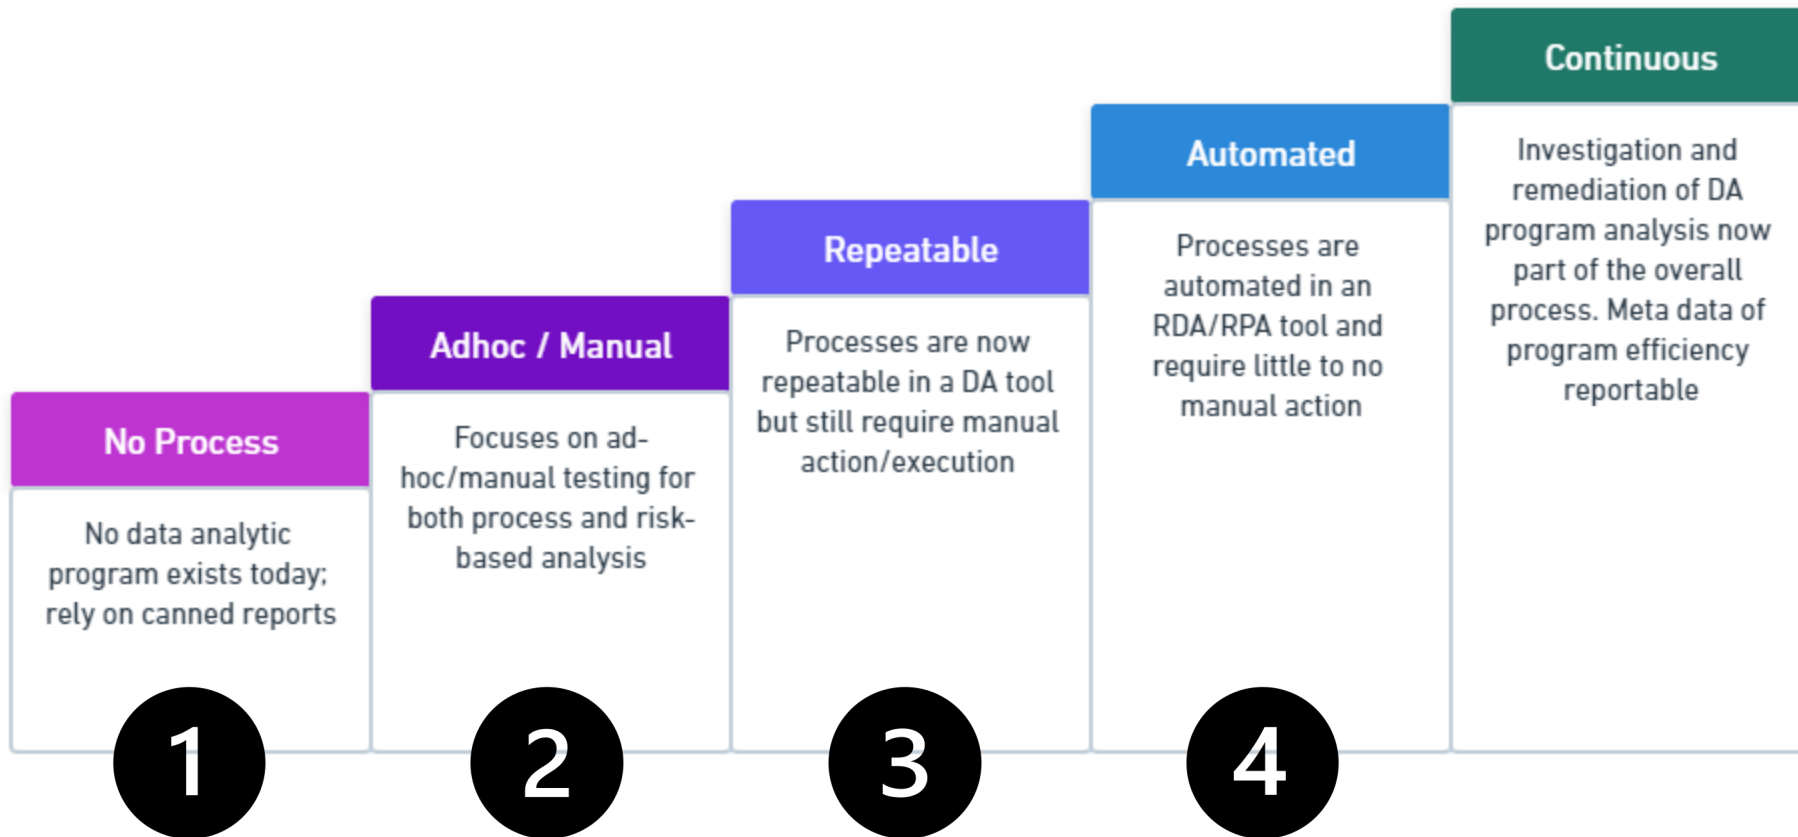 No Process
No data analytic
program exists today;
rely on canned reports
1
Adhoc / Manual
Focuses on ad-
hoc/manual testing for
both process and risk-
based analysis
2
Repeatable
Processes are now
repeatable in a DA tool
but still require manual
action/execution
3
Automated
Processes are
automated in an
RDA/RPA tool and
require little to no
manual action
4
Continuous
Investigation and
remediation of DA
program analysis now
part of the overall
process. Meta data of
program efficiency
reportable